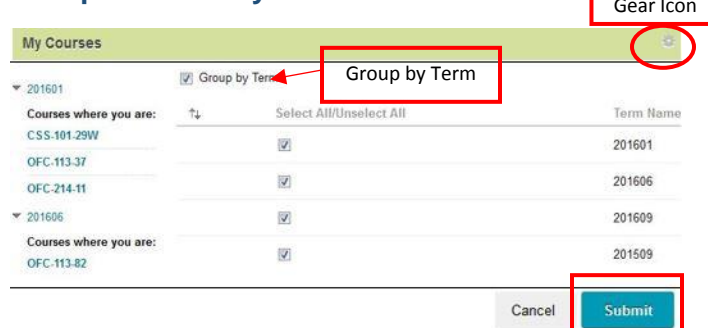 Gear Icon
My Courses
Group by Term
Group by Term
201601
Courses where you are:
CSS-101-29W
OFC-113-37
OFC-214-11
201606
Courses where you are:
OFC-113-82
Select All/Unselect All
Term Name
201601
201606
201609
201509
Cancel
Submit